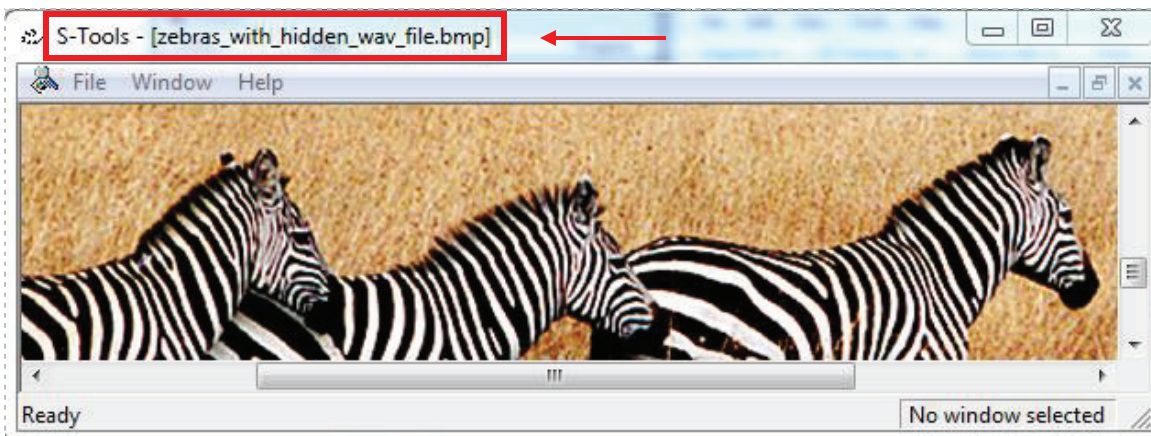 S-Tools - [zebras_with_hidden_wav_file.bmp]
File Window Help
Ready No window selected